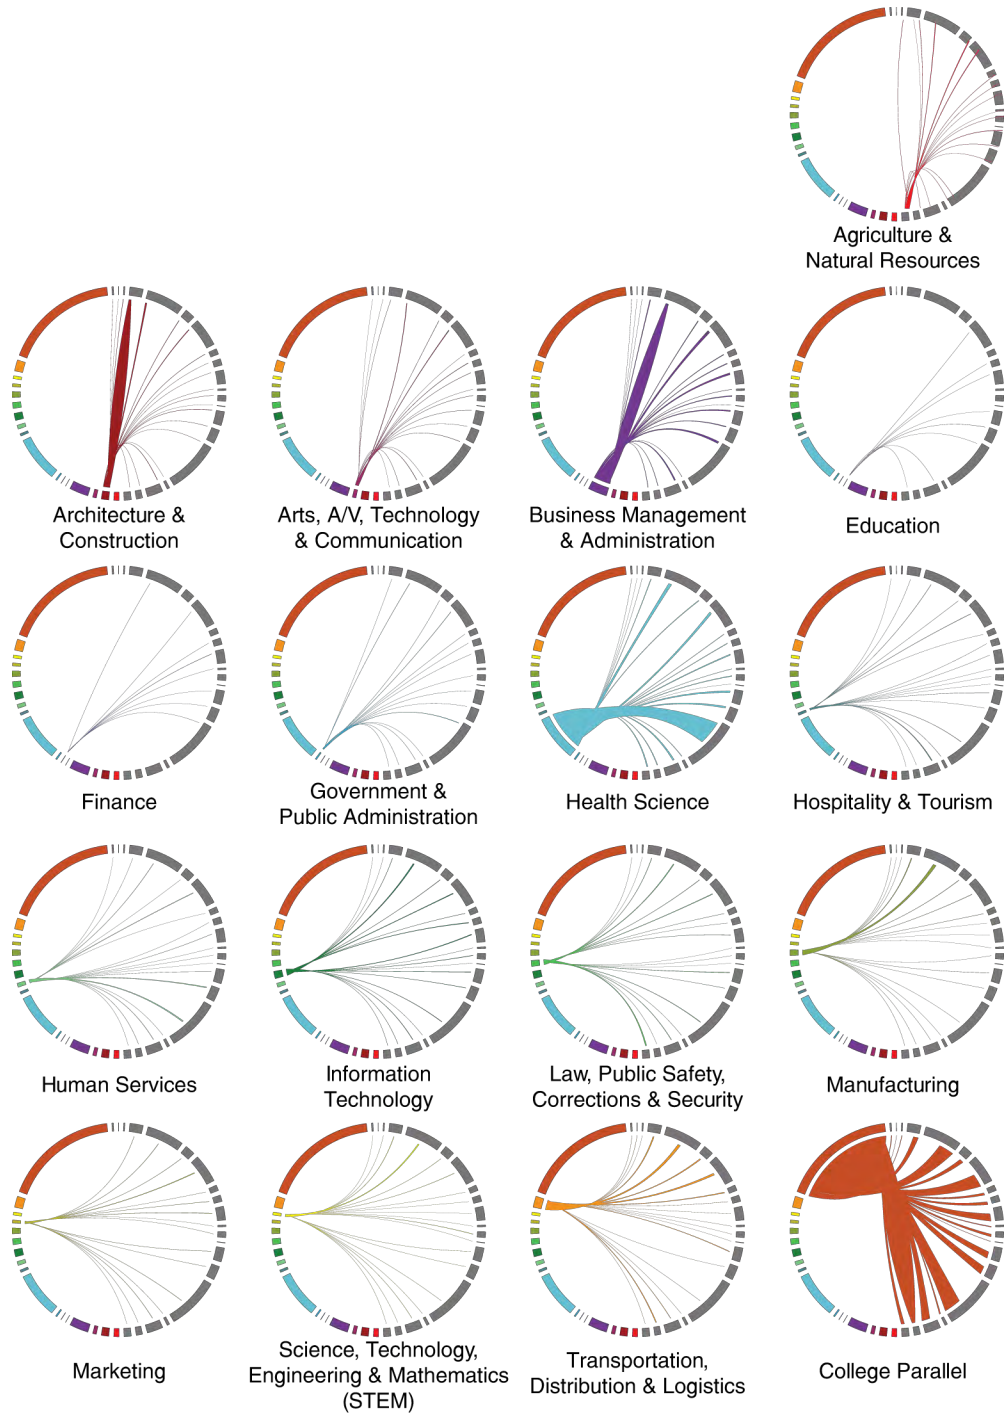 Agriculture &
Natural Resources
Architecture &
Construction
Arts, A/V, Technology
& Communication
Business Management
& Administration
Education
Finance
Government &
Public Administration
Health Science
Hospitality & Tourism
Human Services
Information
Technology
Law, Public Safety,
Corrections & Security
Manufacturing
Marketing
Science, Technology,
Engineering & Mathematics
(STEM)
Transportation,
Distribution & Logistics
College Parallel